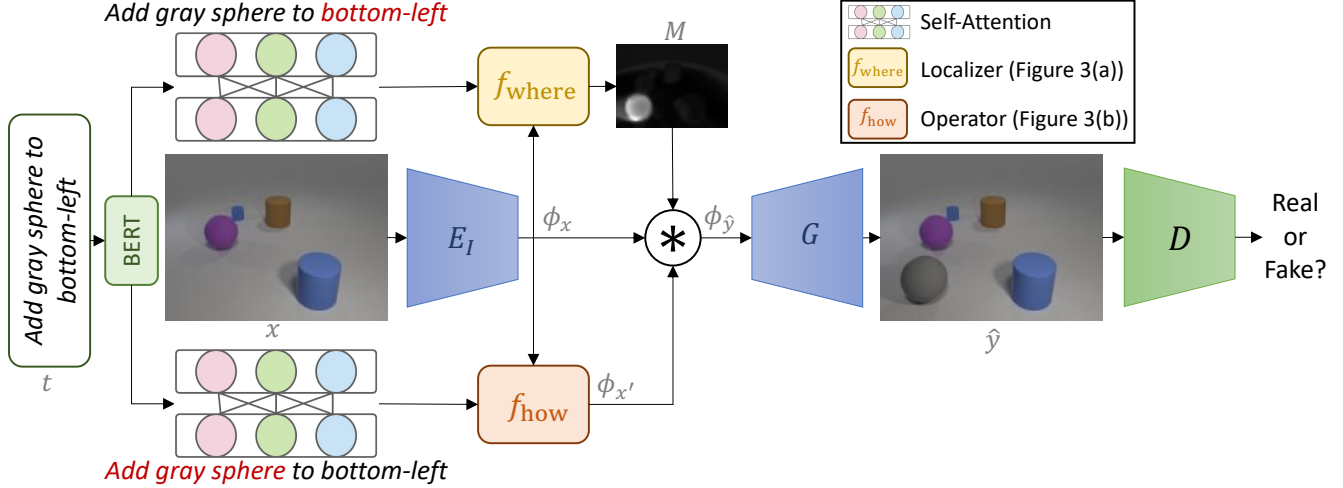 Add gray sphere to bottom-left
M
Self-Attention
f_where Localizer (Figure 3(a))
f_how Operator (Figure 3(b))
f_where
Add gray sphere to
bottom-left
t
BERT
x
E_I
ϕ_x
*
ϕ_ŷ
G
ŷ
D
Real
or
Fake?
f_how
ϕ_x′
Add gray sphere to bottom-left